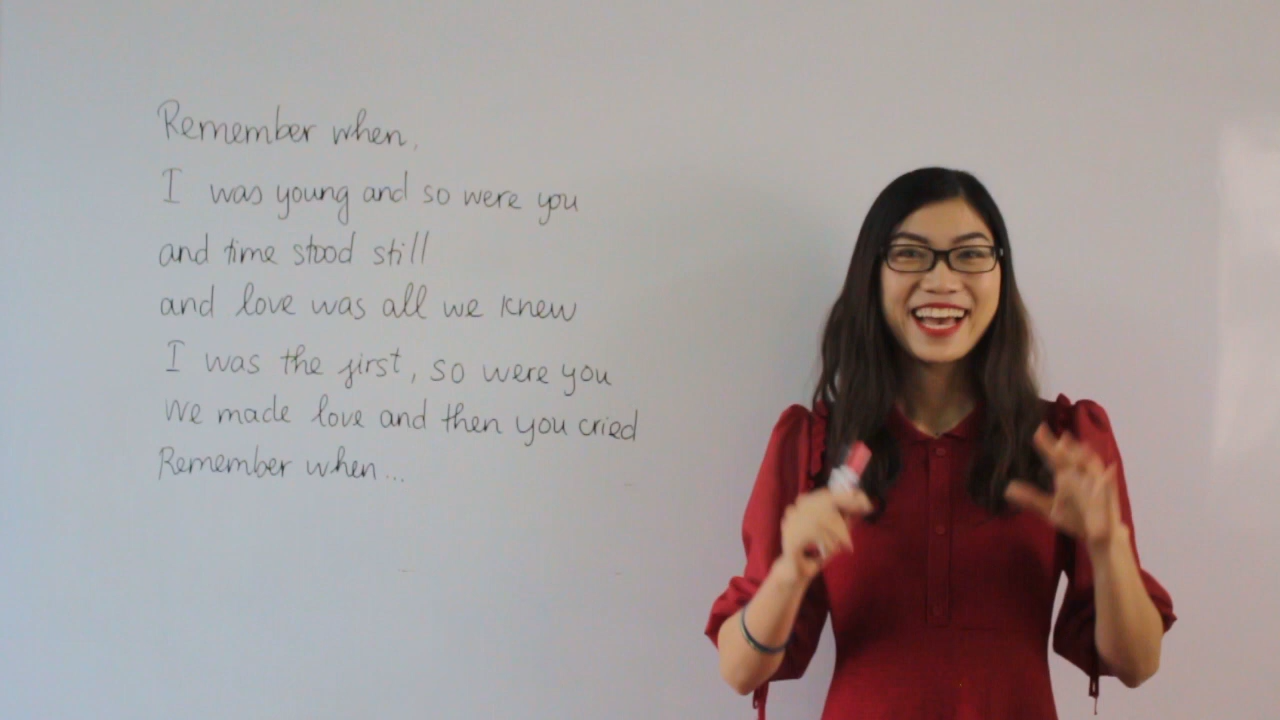 Remember when,
I was young and so were you
and time stood still
and love was all we knew
I was the first, so were you
We made love and then you cried
Remember when...